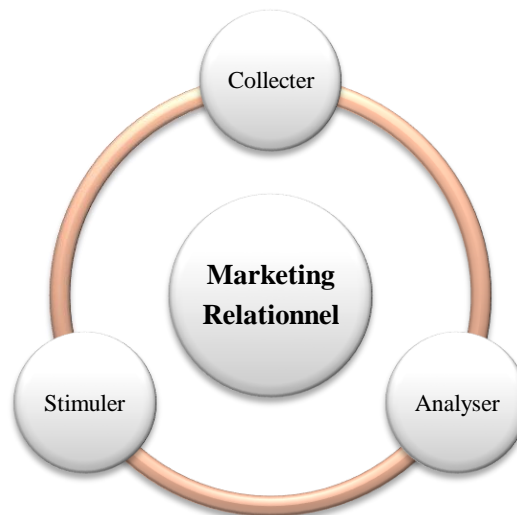 Collecter
Marketing
Relationnel
Stimuler
Analyser